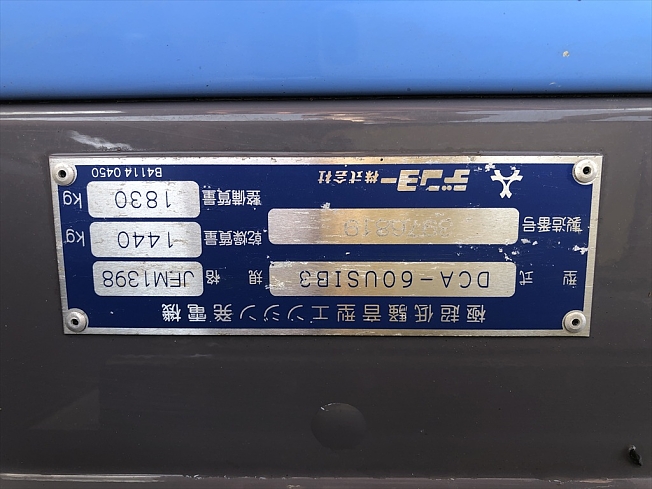 極超低騒音型エンジン発電機
型式 DCA-60USIB3 規格 JEM1398
製造番号 乾燥質量 1440 kg
整備質量 1830 kg
デンヨー株式会社
B4114 0450